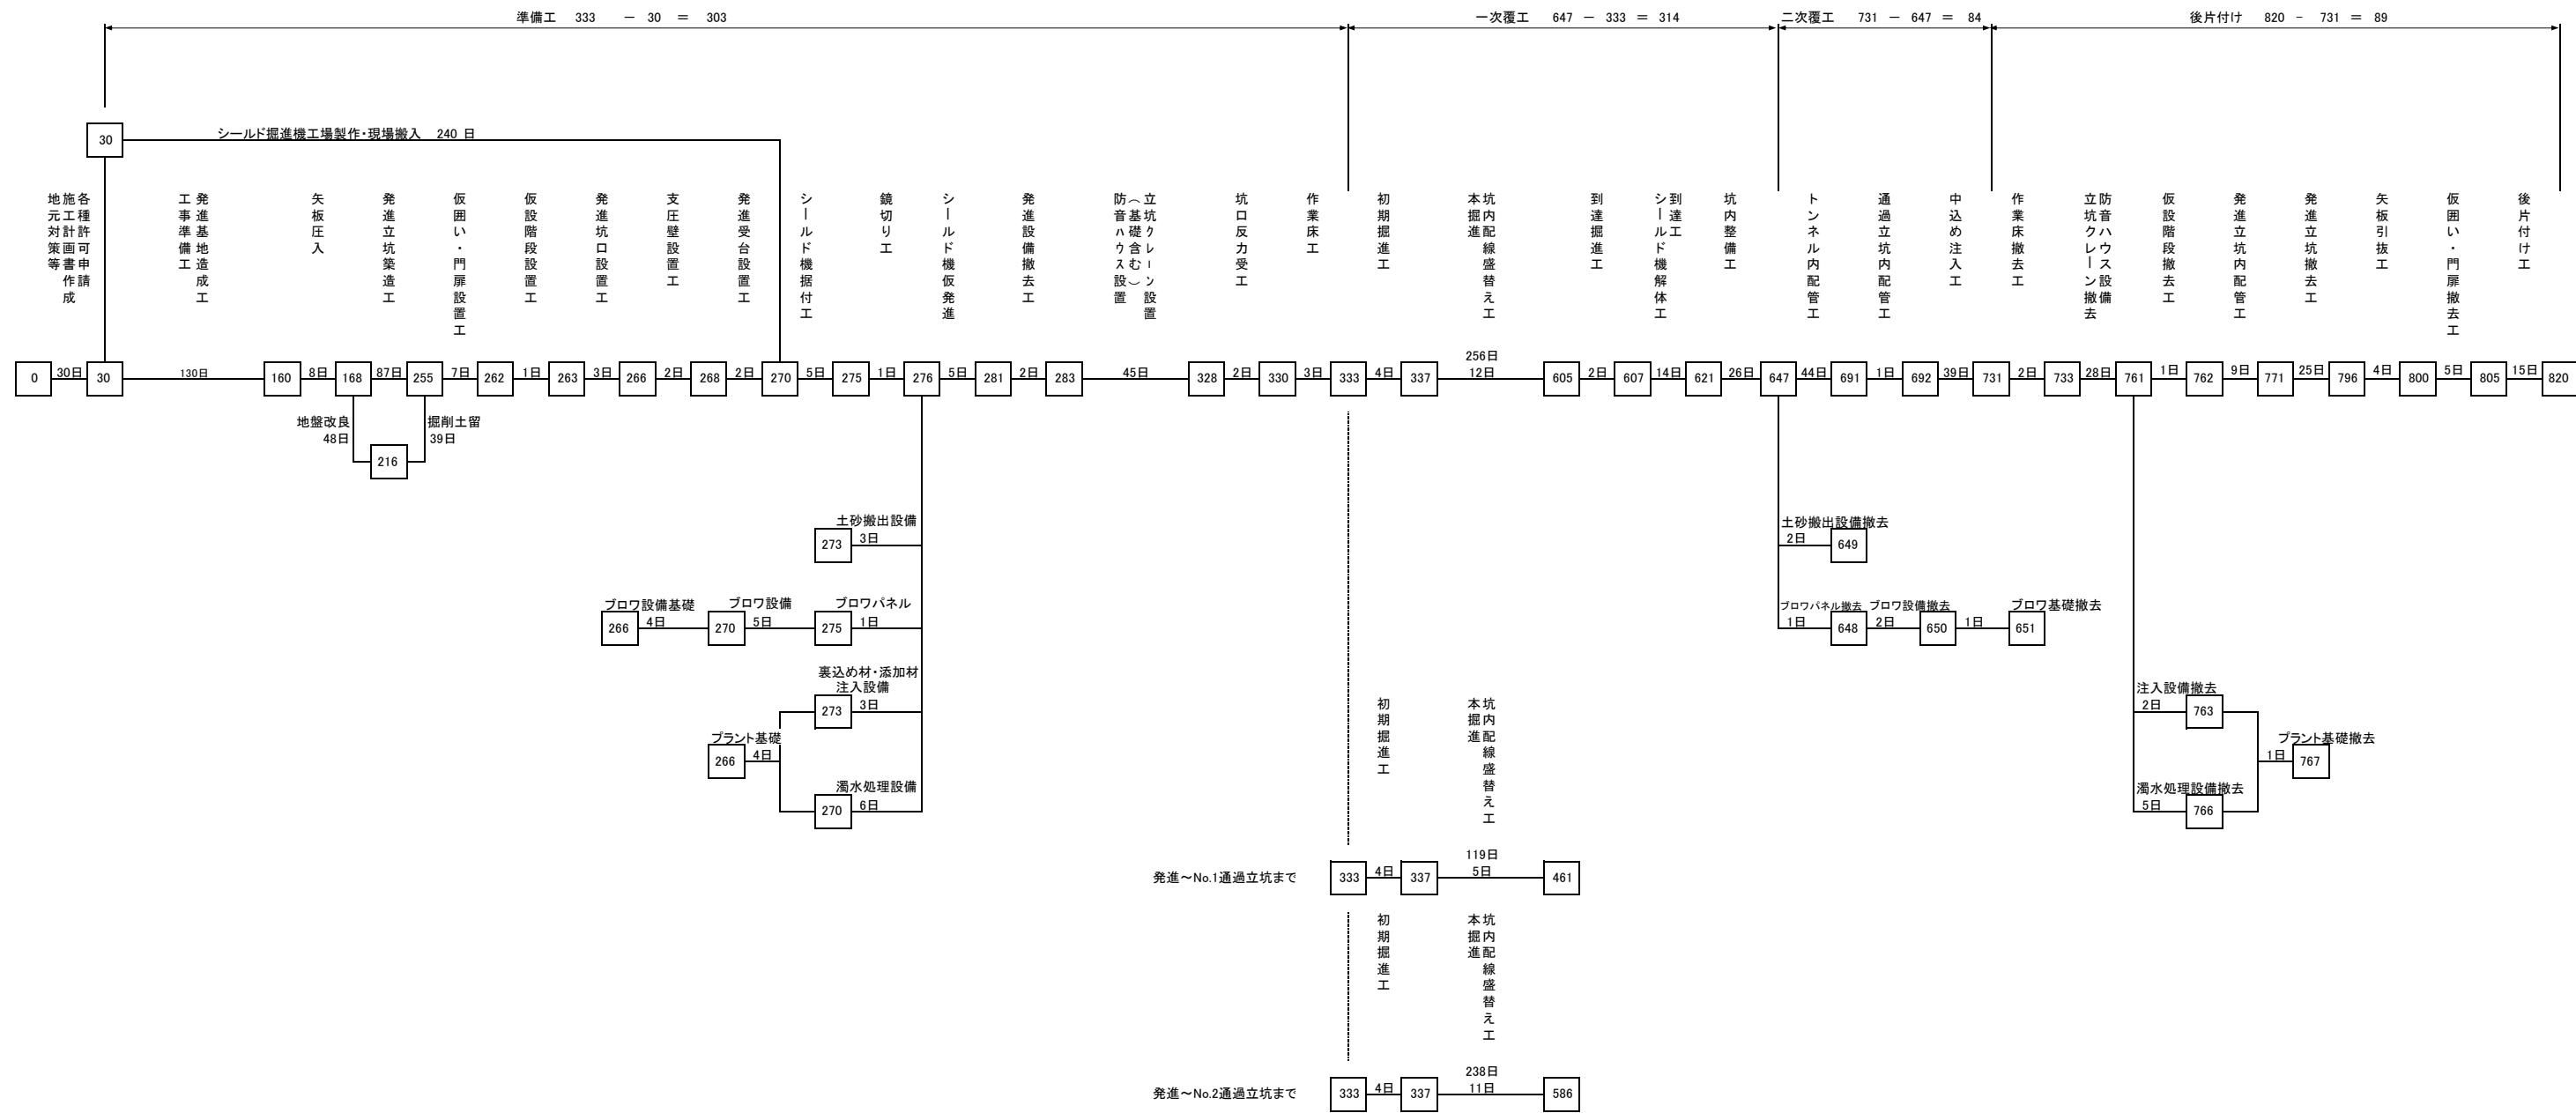 準備工 333 － 30 ＝ 303
一次覆工 647 － 333 ＝ 314
二次覆工 731 － 647 ＝ 84
後片付け 820 - 731 ＝ 89
30
シールド掘進機工場製作・現場搬入 240 日
各種許可申請
施工計画書作成
地元対策等
発進基地造成工
工事準備工
矢板圧入
発進立坑築造工
仮囲い・門扉設置工
仮設階段設置工
発進坑口設置工
支圧壁設置工
発進受台設置工
シールド機据付工
鏡切り工
シールド機仮発進
発進設備撤去工
立坑クレーン設置
（基礎含む）
防音ハウス設置
坑口反力受工
作業床工
初期掘進工
坑内配線盛替え工
本掘進
到達掘進工
到達工
シールド機解体工
坑内整備工
トンネル内配管工
通過立坑内配管工
中込め注入工
作業床撤去工
防音ハウス設備
立坑クレーン撤去
仮設階段撤去工
発進立坑内配管工
発進立坑撤去工
矢板引抜工
仮囲い・門扉撤去工
後片付け工
256日
0 30日 30 130日 160 8日 168 87日 255 7日 262 1日 263 3日 266 2日 268 2日 270 5日 275 1日 276 5日 281 2日 283 45日 328 2日 330 3日 333 4日 337 12日 605 2日 607 14日 621 26日 647 44日 691 1日 692 39日 731 2日 733 28日 761 1日 762 9日 771 25日 796 4日 800 5日 805 15日 820
地盤改良 掘削土留
48日 39日
216
土砂搬出設備
273 3日
土砂搬出設備撤去
2日 649
ブロワ設備基礎 ブロワ設備 ブロワパネル
266 4日 270 5日 275 1日
ブロワパネル撤去 ブロワ設備撤去 ブロワ基礎撤去
1日 648 2日 650 1日 651
裏込め材・添加材
注入設備
273 3日
プラント基礎
266 4日
濁水処理設備
270 6日
注入設備撤去
2日 763
プラント基礎撤去
1日 767
濁水処理設備撤去
5日 766
初期掘進工
坑内配線盛替え工
本掘進
119日
発進～No.1通過立坑まで 333 4日 337 5日 461
初期掘進工
坑内配線盛替え工
本掘進
238日
発進～No.2通過立坑まで 333 4日 337 11日 586